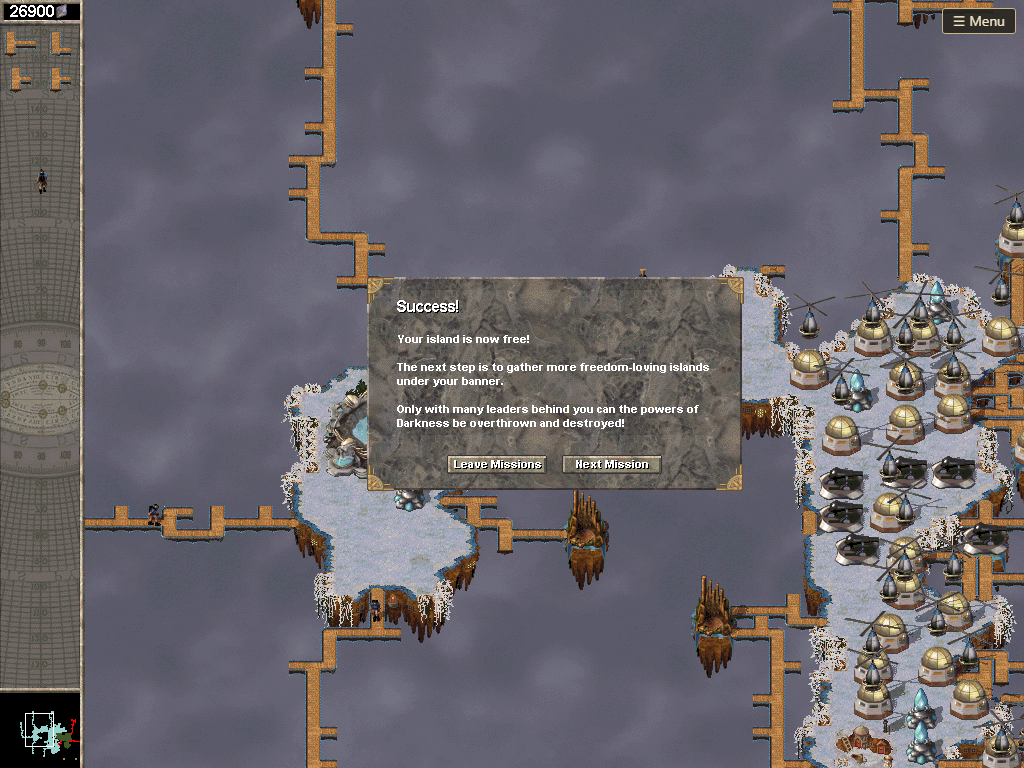 26900
☰ Menu
Success!
Your island is now free!
The next step is to gather more freedom-loving islands
under your banner.
Only with many leaders behind you can the powers of
Darkness be overthrown and destroyed!
Leave Missions
Next Mission